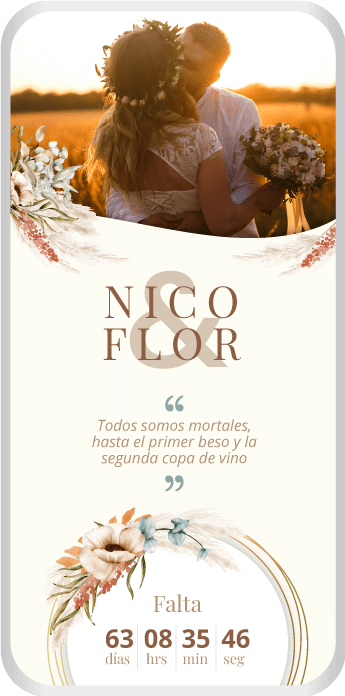 NICO
&
FLOR
“
Todos somos mortales,
hasta el primer beso y la
segunda copa de vino
”
Falta
63 08 35 46
días hrs min seg